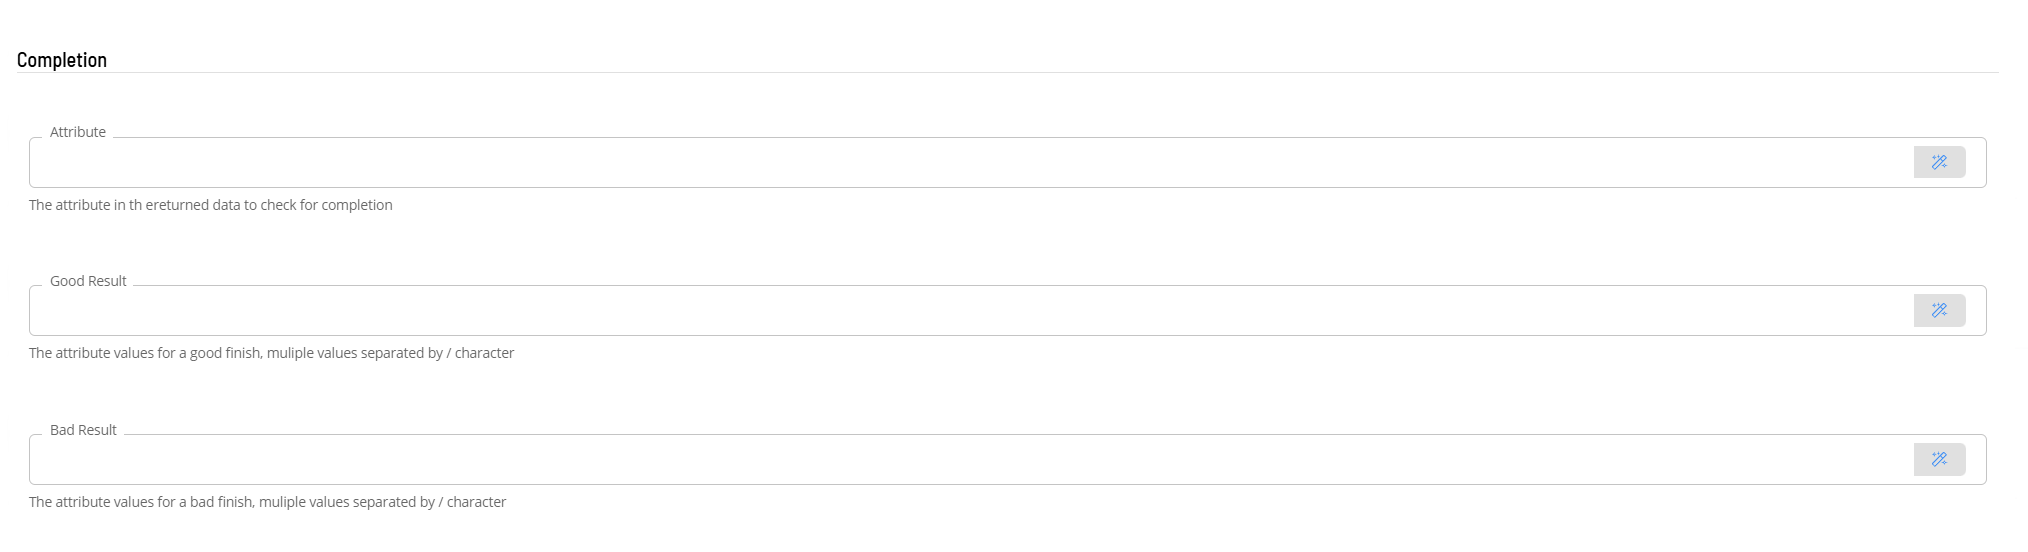 Completion
Attribute
The attribute in th ereturned data to check for completion
Good Result
The attribute values for a good finish, muliple values separated by / character
Bad Result
The attribute values for a bad finish, muliple values separated by / character